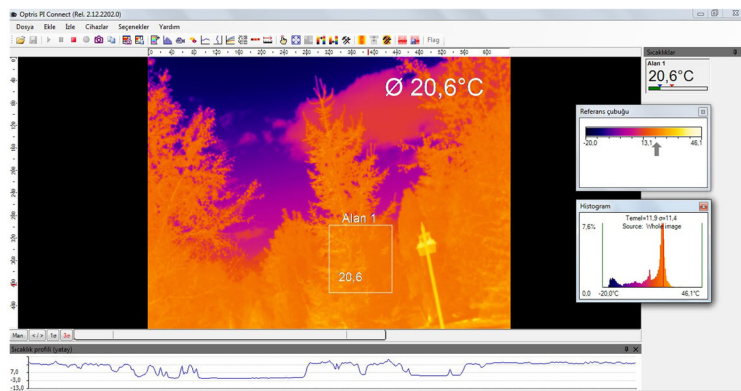 Optris PI Connect (Rel. 2.12.2202.0)
Dosya Ekle İzle Cihazlar Seçenekler Yardım
Flag
Sıcaklıklar
Alan 1
20,6°C
Ø 20,6°C
Referans çubuğu
-20,0 13,1 46,1
Alan 1
20.6
Histogram
Temel=11,9 σ=11,4
7,6% Source: Whole image
0.0 -20,0°C 46,1°C
Man. </> 1σ 3σ
Sıcaklık profili (yatay)
7,0
-3,0
-13,0